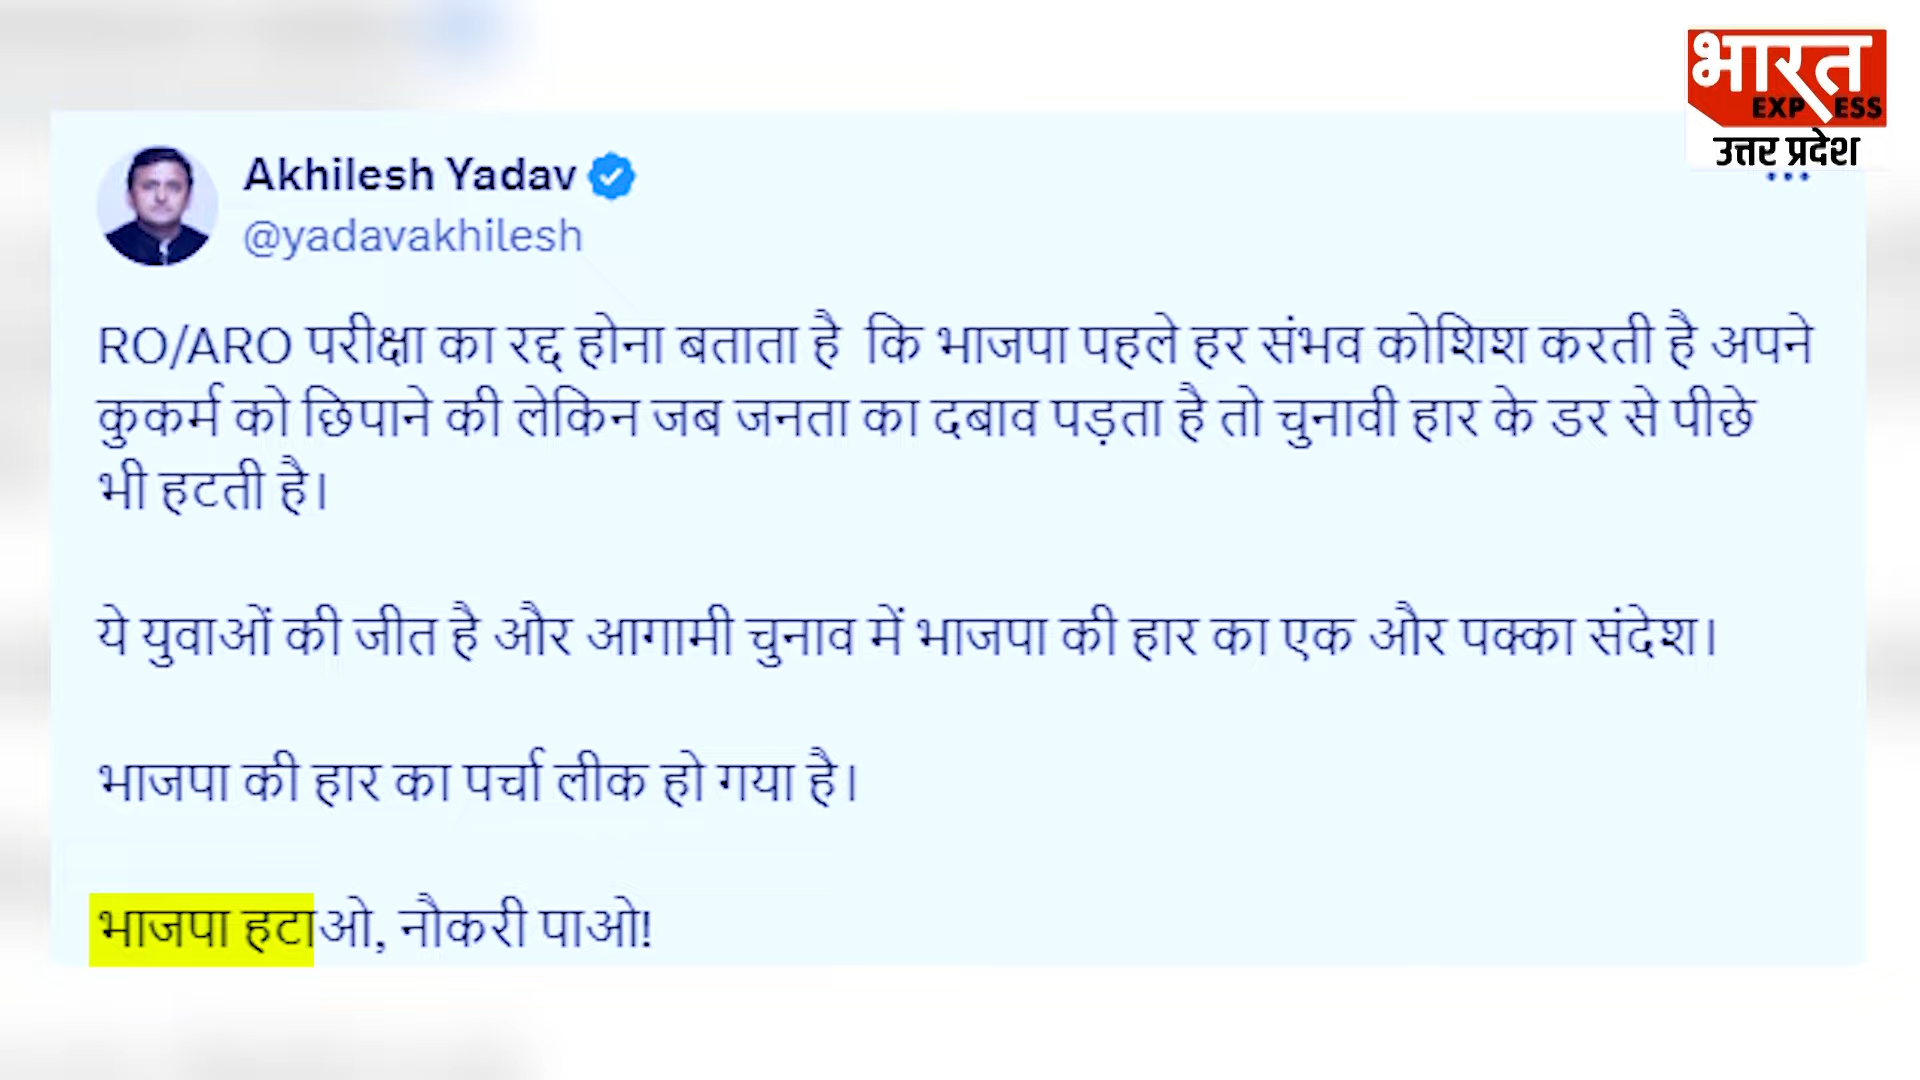 भारत
EXPRESS
उत्तर प्रदेश
Akhilesh Yadav
@yadavakhilesh
RO/ARO परीक्षा का रद्द होना बताता है कि भाजपा पहले हर संभव कोशिश करती है अपने
कुकर्म को छिपाने की लेकिन जब जनता का दबाव पड़ता है तो चुनावी हार के डर से पीछे
भी हटती है।
ये युवाओं की जीत है और आगामी चुनाव में भाजपा की हार का एक और पक्का संदेश।
भाजपा की हार का पर्चा लीक हो गया है।
भाजपा हटाओ, नौकरी पाओ!